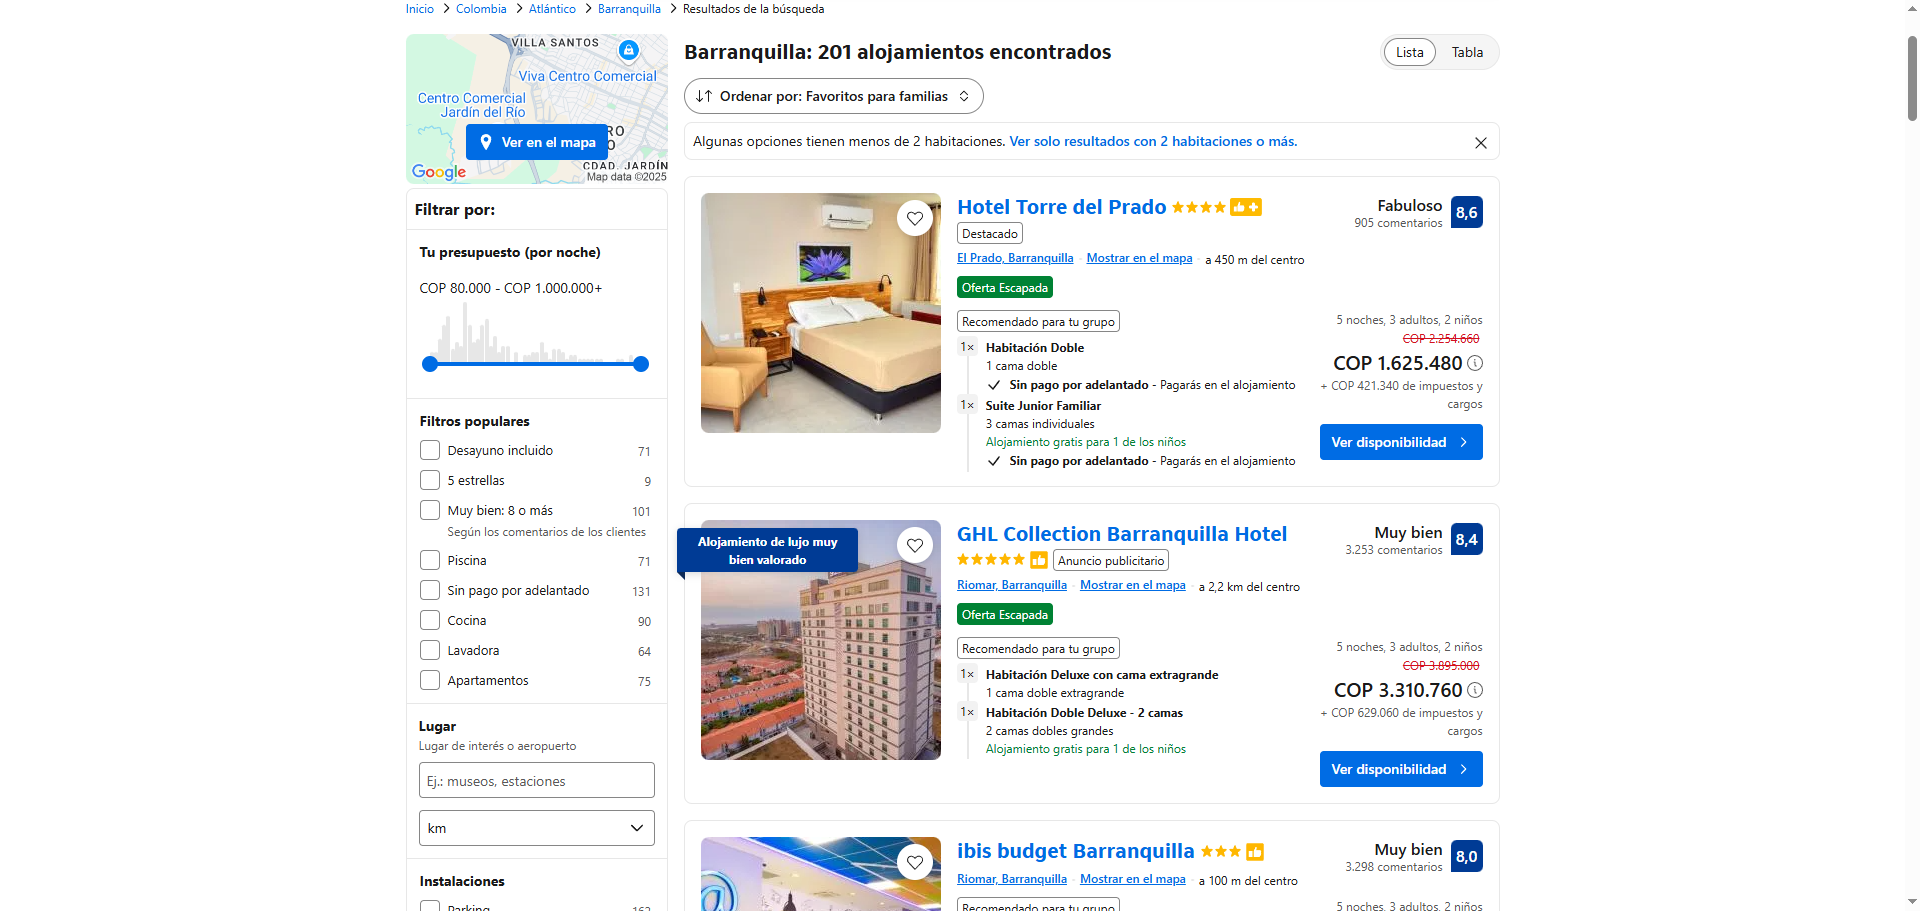 Inicio > Colombia > Atlántico > Barranquilla > Resultados de la búsqueda
VILLA SANTOS
Viva Centro Comercial
Centro Comercial
Jardín del Río
RO
O
Ver en el mapa
CDAD. JARDÍN
Google
Map data ©2025
Filtrar por:
Tu presupuesto (por noche)
COP 80.000 - COP 1.000.000+
Filtros populares
Desayuno incluido 71
5 estrellas 9
Muy bien: 8 o más 101
Según los comentarios de los clientes
Piscina 71
Sin pago por adelantado 131
Cocina 90
Lavadora 64
Apartamentos 75
Lugar
Lugar de interés o aeropuerto
Ej.: museos, estaciones
km
Instalaciones
Parking 162
Barranquilla: 201 alojamientos encontrados
Lista Tabla
Ordenar por: Favoritos para familias
Algunas opciones tienen menos de 2 habitaciones. Ver solo resultados con 2 habitaciones o más.
Hotel Torre del Prado
Fabuloso
905 comentarios
8,6
Destacado
El Prado, Barranquilla Mostrar en el mapa a 450 m del centro
Oferta Escapada
Recomendado para tu grupo
1× Habitación Doble
1 cama doble
Sin pago por adelantado - Pagarás en el alojamiento
1× Suite Junior Familiar
3 camas individuales
Alojamiento gratis para 1 de los niños
Sin pago por adelantado - Pagarás en el alojamiento
5 noches, 3 adultos, 2 niños
COP 2.254.660
COP 1.625.480
+ COP 421.340 de impuestos y
cargos
Ver disponibilidad
Alojamiento de lujo muy
bien valorado
GHL Collection Barranquilla Hotel
Muy bien
3.253 comentarios
8,4
Anuncio publicitario
Riomar, Barranquilla Mostrar en el mapa a 2,2 km del centro
Oferta Escapada
Recomendado para tu grupo
1× Habitación Deluxe con cama extragrande
1 cama doble extragrande
1× Habitación Doble Deluxe - 2 camas
2 camas dobles grandes
Alojamiento gratis para 1 de los niños
5 noches, 3 adultos, 2 niños
COP 3.895.000
COP 3.310.760
+ COP 629.060 de impuestos y
cargos
Ver disponibilidad
ibis budget Barranquilla
Muy bien
3.298 comentarios
8,0
Riomar, Barranquilla Mostrar en el mapa a 100 m del centro
Recomendado para tu grupo
5 noches, 3 adultos, 2 niños